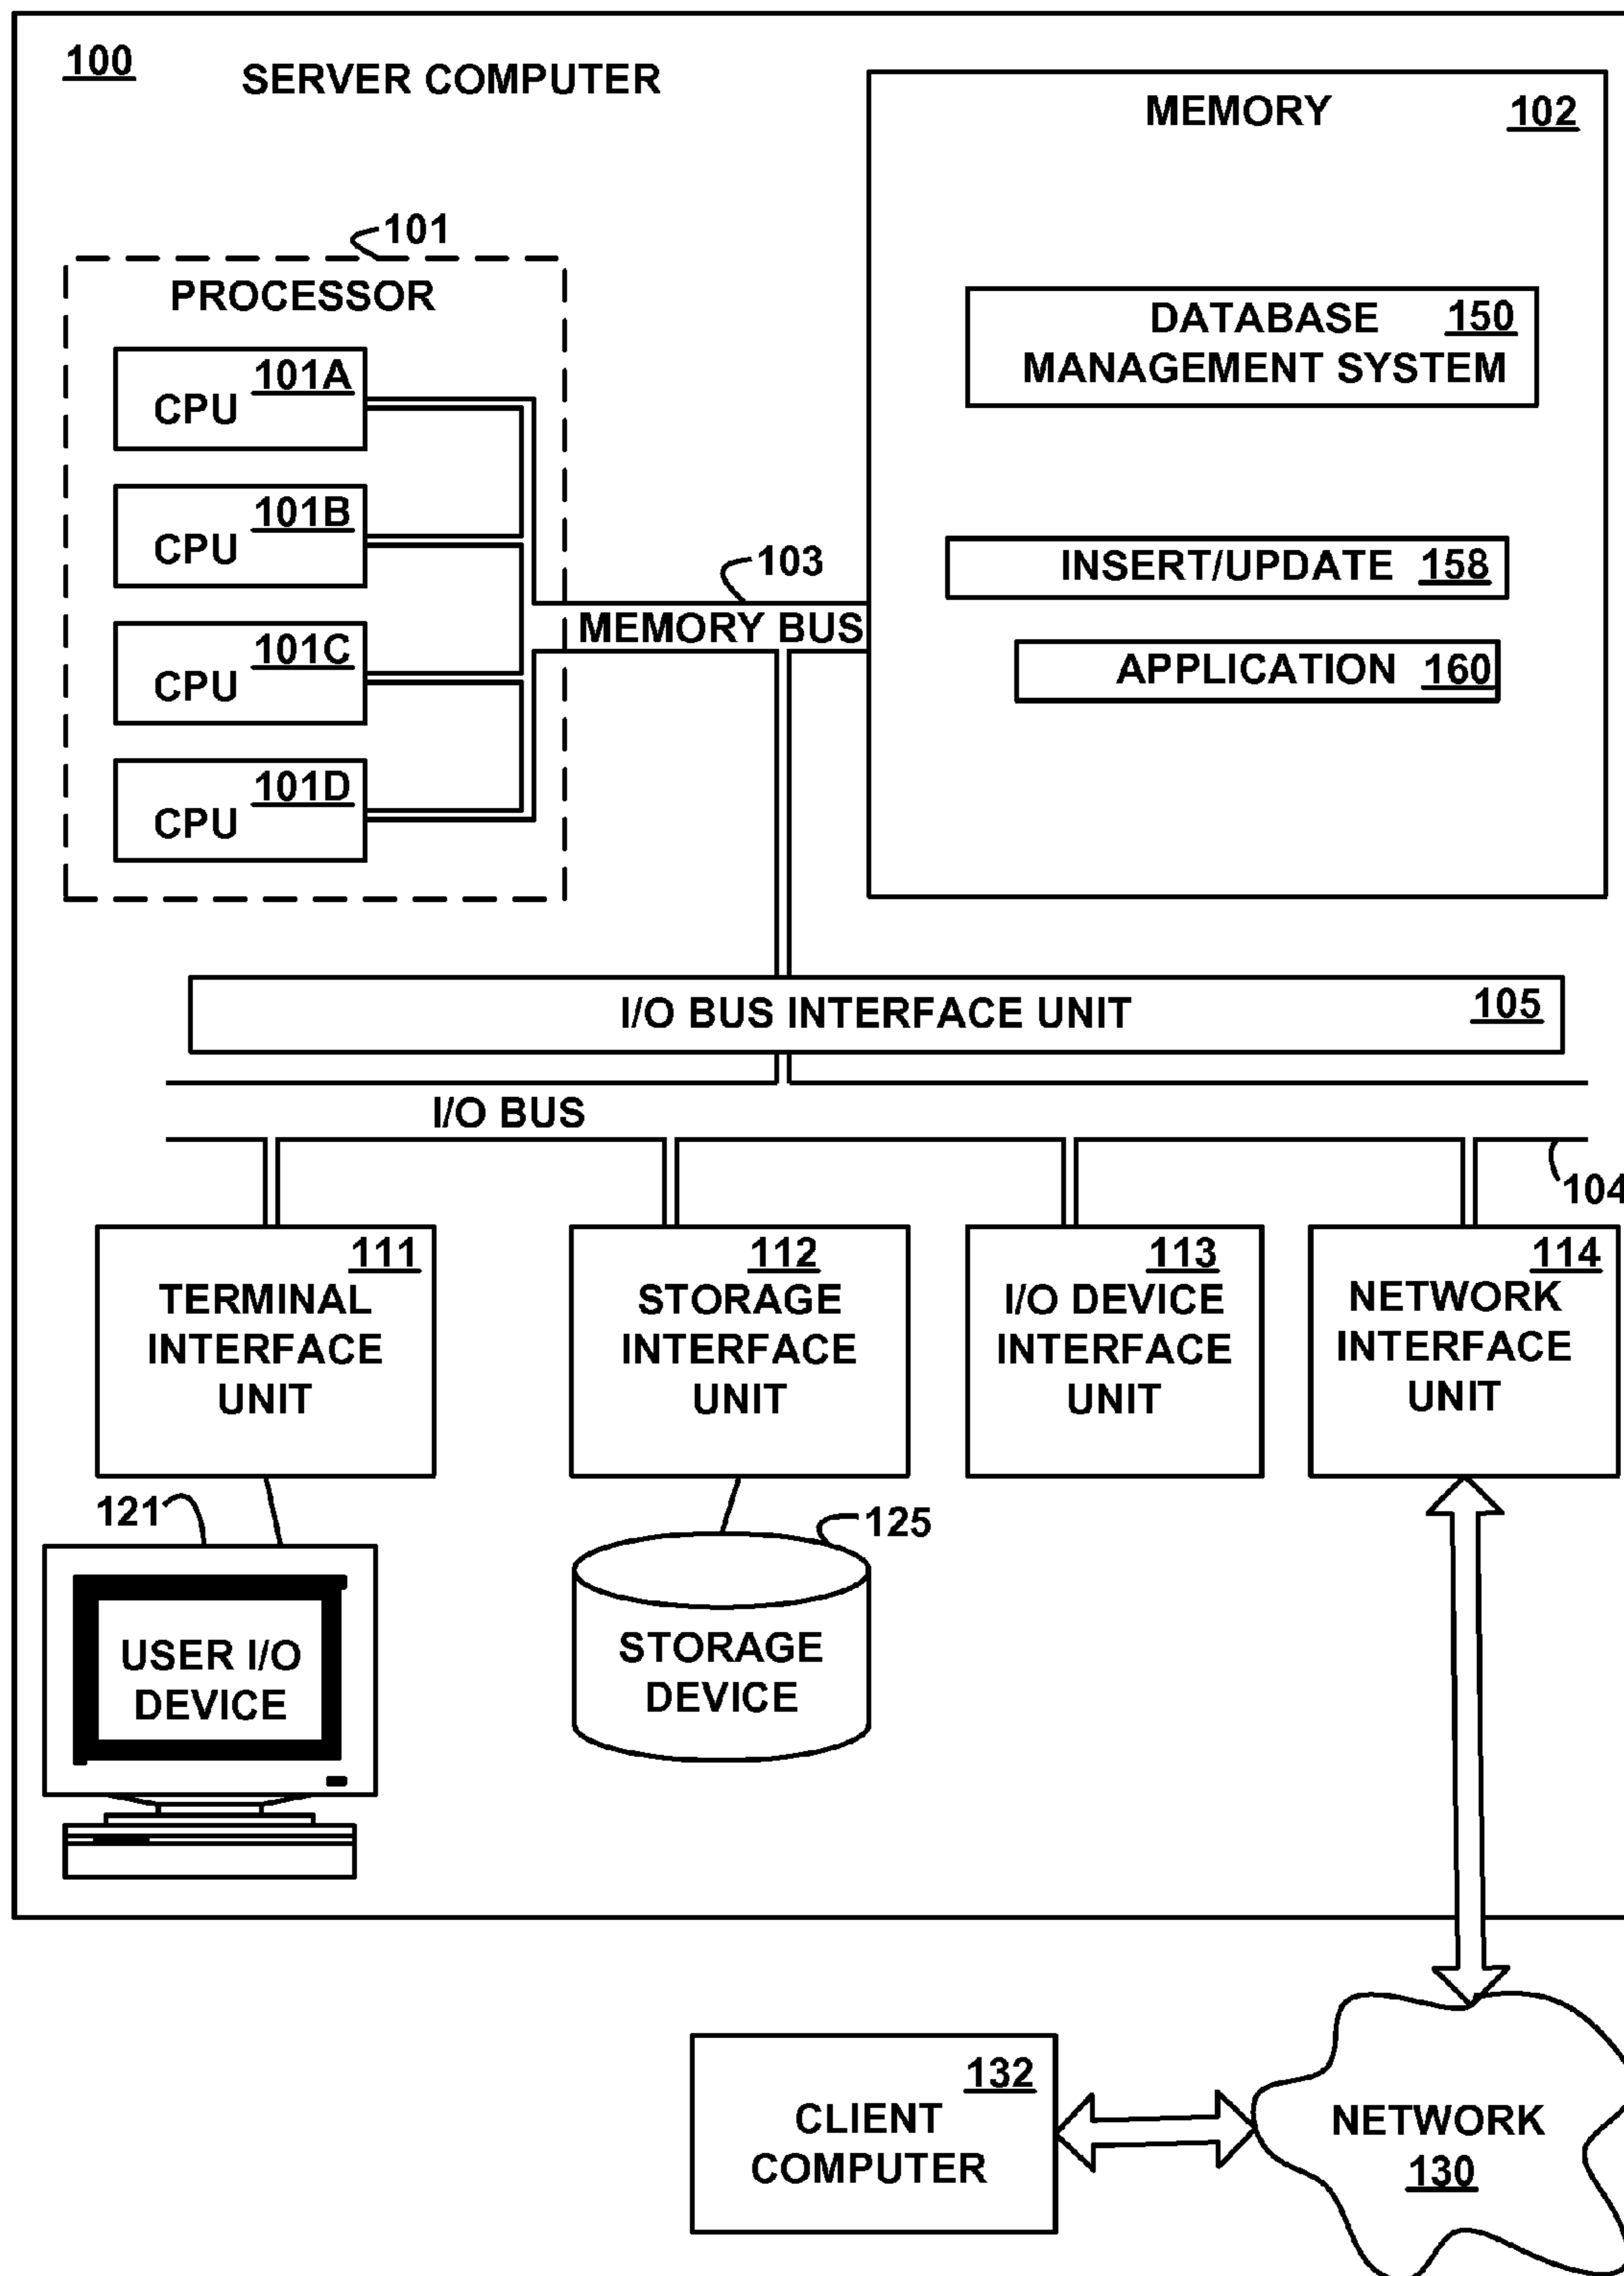 100
SERVER COMPUTER
MEMORY 102
101
PROCESSOR
DATABASE 150
MANAGEMENT SYSTEM
101A
CPU
101B
CPU
103
INSERT/UPDATE 158
MEMORY BUS
101C
CPU
APPLICATION 160
101D
CPU
I/O BUS INTERFACE UNIT 105
I/O BUS
104
111
TERMINAL
INTERFACE
UNIT
112
STORAGE
INTERFACE
UNIT
113
I/O DEVICE
INTERFACE
UNIT
114
NETWORK
INTERFACE
UNIT
121
125
USER I/O
DEVICE
STORAGE
DEVICE
132
CLIENT
COMPUTER
NETWORK
130